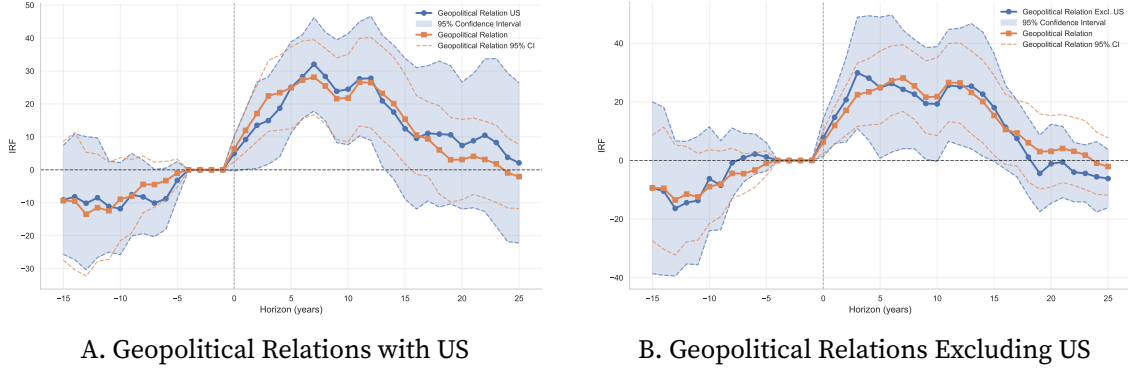 50
40
30
20
10
0
−10
−20
−30
IRF
−15
−10
−5
0
5
10
15
20
25
Horizon (years)
Geopolitical Relation US
95% Confidence Interval
Geopolitical Relation
Geopolitical Relation 95% CI
A. Geopolitical Relations with US
40
20
0
−20
−40
IRF
−15
−10
−5
0
5
10
15
20
25
Horizon (years)
Geopolitical Relation Excl. US
95% Confidence Interval
Geopolitical Relation
Geopolitical Relation 95% CI
B. Geopolitical Relations Excluding US